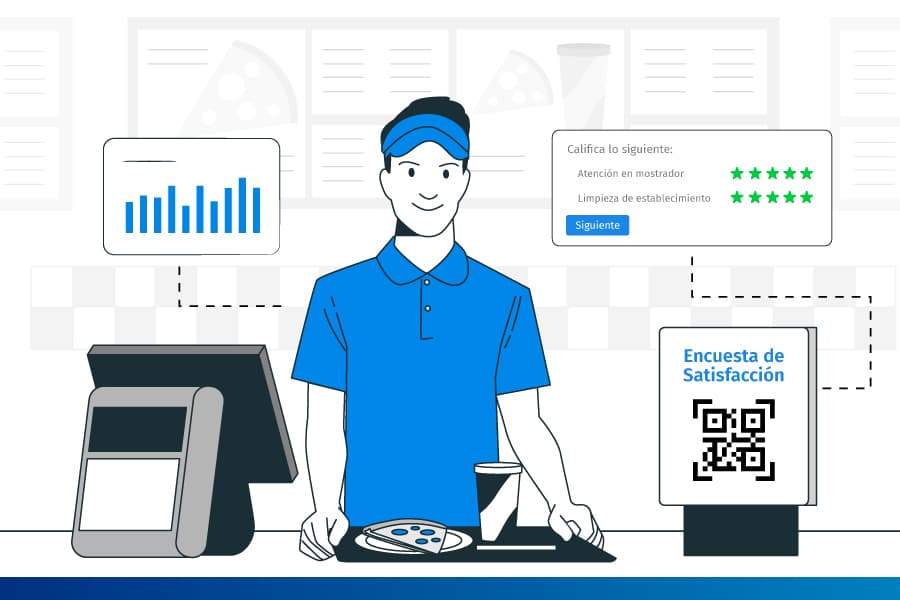 Califica lo siguiente:
Atención en mostrador
Limpieza de establecimiento
Siguiente
Encuesta de
Satisfacción